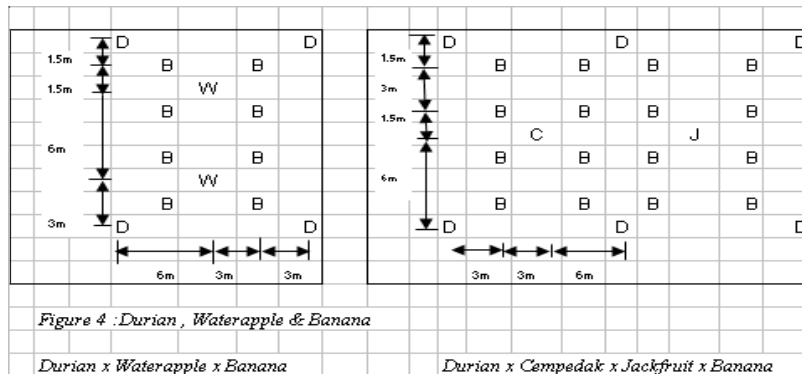 D D D D D
1.5m B B 1.5m B B B B
1.5m W 3m
B B 1.5m B B B B
C J
6m B B B B B B
W 6m
B B B B B B
3m D D D D D
6m 3m 3m 3m 3m 6m
Figure 4 :Durian , Waterapple & Banana
Durian x Waterapple x Banana Durian x Cempedak x Jackfruit x Banana